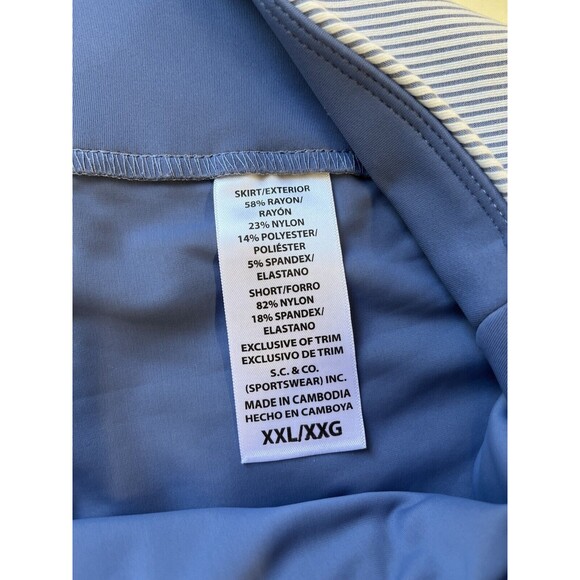 SKIRT/EXTERIOR
58% RAYON/
RAYÓN
23% NYLON
14% POLYESTER/
POLIÉSTER
5% SPANDEX/
ELASTANO
SHORT/FORRO
82% NYLON
18% SPANDEX/
ELASTANO
EXCLUSIVE OF TRIM
EXCLUSIVO DE TRIM
S.C. & CO.
(SPORTSWEAR) INC.
MADE IN CAMBODIA
HECHO EN CAMBOYA
XXL/XXG